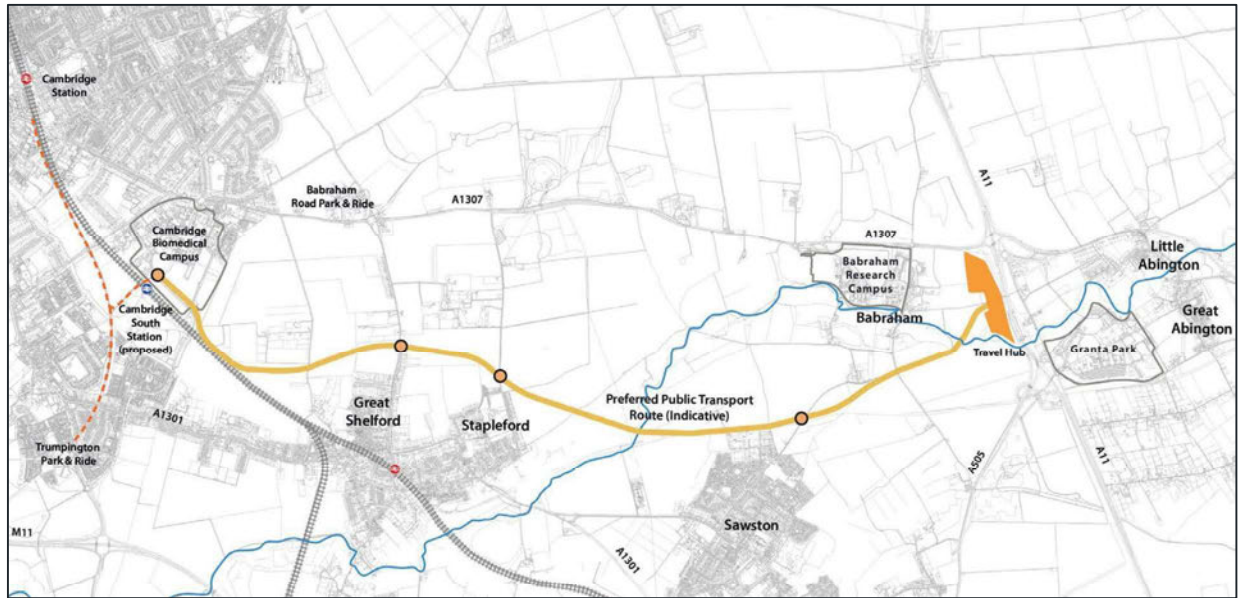 Cambridge
Station
Babraham
Road Park & Ride
A1307
A11
Cambridge
Biomedical
Campus
A1307
Little
Abington
Babraham
Research
Campus
Cambridge
South
Station
(proposed)
Babraham
Great
Abington
Travel Hub
Granta Park
Great
Shelford
Preferred Public Transport
Route (Indicative)
A1301
Stapleford
Trumpington
Park & Ride
A505
A11
Sawston
M11
A1301